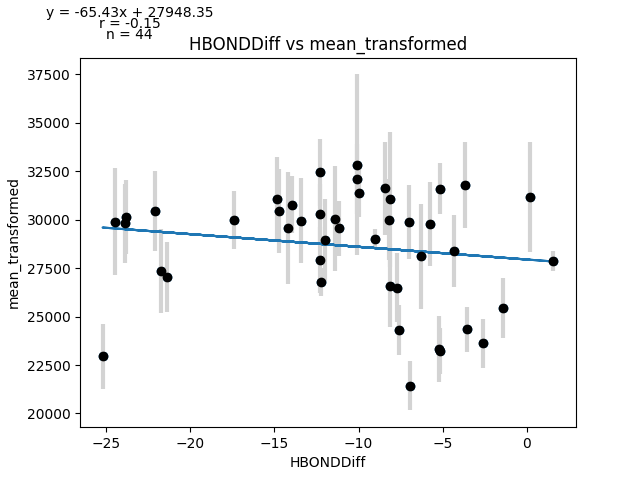 y = -65.43x + 27948.35
r = -0.15
n = 44
HBONDDiff vs mean_transformed
37500
35000
32500
30000
27500
25000
22500
20000
mean_transformed
−25
−20
−15
−10
−5
0
HBONDDiff